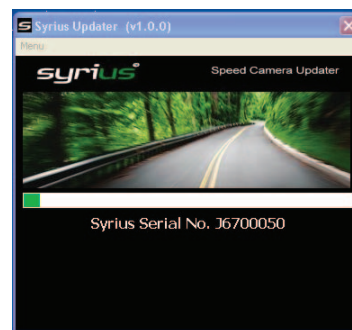 Syrius Updater (v1.0.0)
Menu
syrius
Speed Camera Updater
Syrius Serial No. J6700050